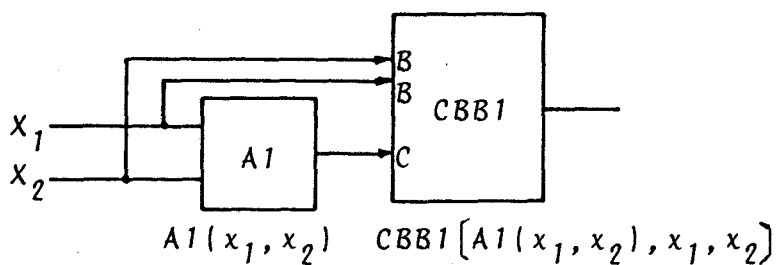 B
B
CBB1
X₁
A1
C
X₂
A1(x₁, x₂)
CBB1[A1(x₁, x₂), x₁, x₂]